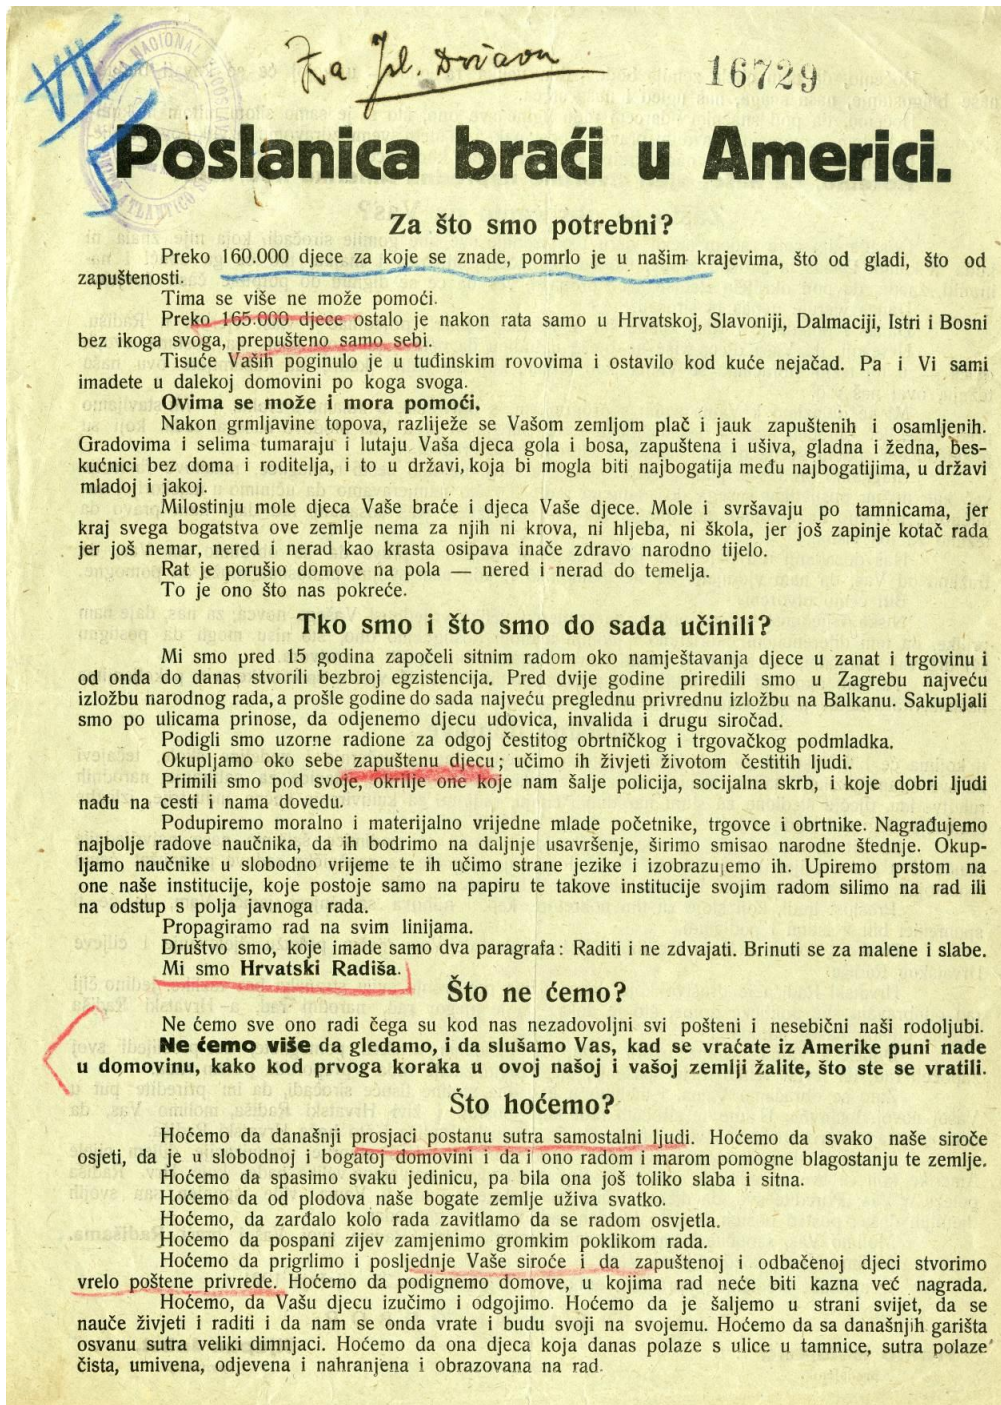 VII
Za Jsl. Državu
16729
Poslanica braći u Americi.
Za što smo potrebni?
Preko 160.000 djece za koje se znade, pomrlo je u našim krajevima, što od gladi, što od
zapuštenosti.
Tima se više ne može pomoći.
Preko 165.000 djece ostalo je nakon rata samo u Hrvatskoj, Slavoniji, Dalmaciji, Istri i Bosni
bez ikoga svoga, prepušteno samo sebi.
Tisuće Vaših poginulo je u tuđinskim rovovima i ostavilo kod kuće nejačad. Pa i Vi sami
imadete u dalekoj domovini po koga svoga.
Ovima se može i mora pomoći.
Nakon grmljavine topova, razliježe se Vašom zemljom plač i jauk zapuštenih i osamljenih.
Gradovima i selima tumaraju i lutaju Vaša djeca gola i bosa, zapuštena i ušiva, gladna i žedna, bes-
kućnici bez doma i roditelja, i to u državi, koja bi mogla biti najbogatija među najbogatijima, u državi
mladoj i jakoj.
Milostinju mole djeca Vaše braće i djeca Vaše djece. Mole i svršavaju po tamnicama, jer
kraj svega bogatstva ove zemlje nema za njih ni krova, ni hljeba, ni škola, jer još zapinje kotač rada
jer još nemar, nered i nerad kao krasta osipava inače zdravo narodno tijelo.
Rat je porušio domove na pola — nered i nerad do temelja.
To je ono što nas pokreće.
Tko smo i što smo do sada učinili?
Mi smo pred 15 godina započeli sitnim radom oko namještavanja djece u zanat i trgovinu i
od onda do danas stvorili bezbroj egzistencija. Pred dvije godine priredili smo u Zagrebu najveću
izložbu narodnog rada, a prošle godine do sada najveću preglednu privrednu izložbu na Balkanu. Sakupljali
smo po ulicama prinose, da odjenemo djecu udovica, invalida i drugu siročad.
Podigli smo uzorne radione za odgoj čestitog obrtničkog i trgovačkog podmladka.
Okupljamo oko sebe zapuštenu djecu; učimo ih živjeti životom čestitih ljudi.
Primili smo pod svoje, okrilje one koje nam šalje policija, socijalna skrb, i koje dobri ljudi
nađu na cesti i nama dovedu.
Podupiremo moralno i materijalno vrijedne mlade početnike, trgovce i obrtnike. Nagrađujemo
najbolje radove naučnika, da ih bodrimo na daljnje usavršenje, širimo smisao narodne štednje. Okup-
ljamo naučnike u slobodno vrijeme te ih učimo strane jezike i izobrazujemo ih. Upiremo prstom na
one naše institucije, koje postoje samo na papiru te takove institucije svojim radom silimo na rad ili
na odstup s polja javnoga rada.
Propagiramo rad na svim linijama.
Društvo smo, koje imade samo dva paragrafa: Raditi i ne zdvajati. Brinuti se za malene i slabe.
Mi smo Hrvatski Radiša.
Što ne ćemo?
Ne ćemo sve ono radi čega su kod nas nezadovoljni svi pošteni i nesebični naši rodoljubi.
Ne ćemo više da gledamo, i da slušamo Vas, kad se vraćate iz Amerike puni nade
u domovinu, kako kod prvoga koraka u ovoj našoj i vašoj zemlji žalite, što ste se vratili.
Što hoćemo?
Hoćemo da današnji prosjaci postanu sutra samostalni ljudi. Hoćemo da svako naše siroče
osjeti, da je u slobodnoj i bogatoj domovini i da i ono radom i marom pomogne blagostanju te zemlje.
Hoćemo da spasimo svaku jedinicu, pa bila ona još toliko slaba i sitna.
Hoćemo da od plodova naše bogate zemlje uživa svatko.
Hoćemo, da zarđalo kolo rada zavitlamo da se radom osvjetla.
Hoćemo da pospani zijev zamjenimo gromkim poklikom rada.
Hoćemo da prigrlimo i posljednje Vaše siroće i da zapuštenoj i odbačenoj djeci stvorimo
vrelo poštene privrede. Hoćemo da podignemo domove, u kojima rad neće biti kazna već nagrada.
Hoćemo, da Vašu djecu izučimo i odgojimo. Hoćemo da je šaljemo u strani svijet, da se
nauče živjeti i raditi i da nam se onda vrate i budu svoji na svojemu. Hoćemo da sa današnjih garišta
osvanu sutra veliki dimnjaci. Hoćemo da ona djeca koja danas polaze s ulice u tamnice, sutra polaze
čista, umivena, odjevena i nahranjena i obrazovana na rad.